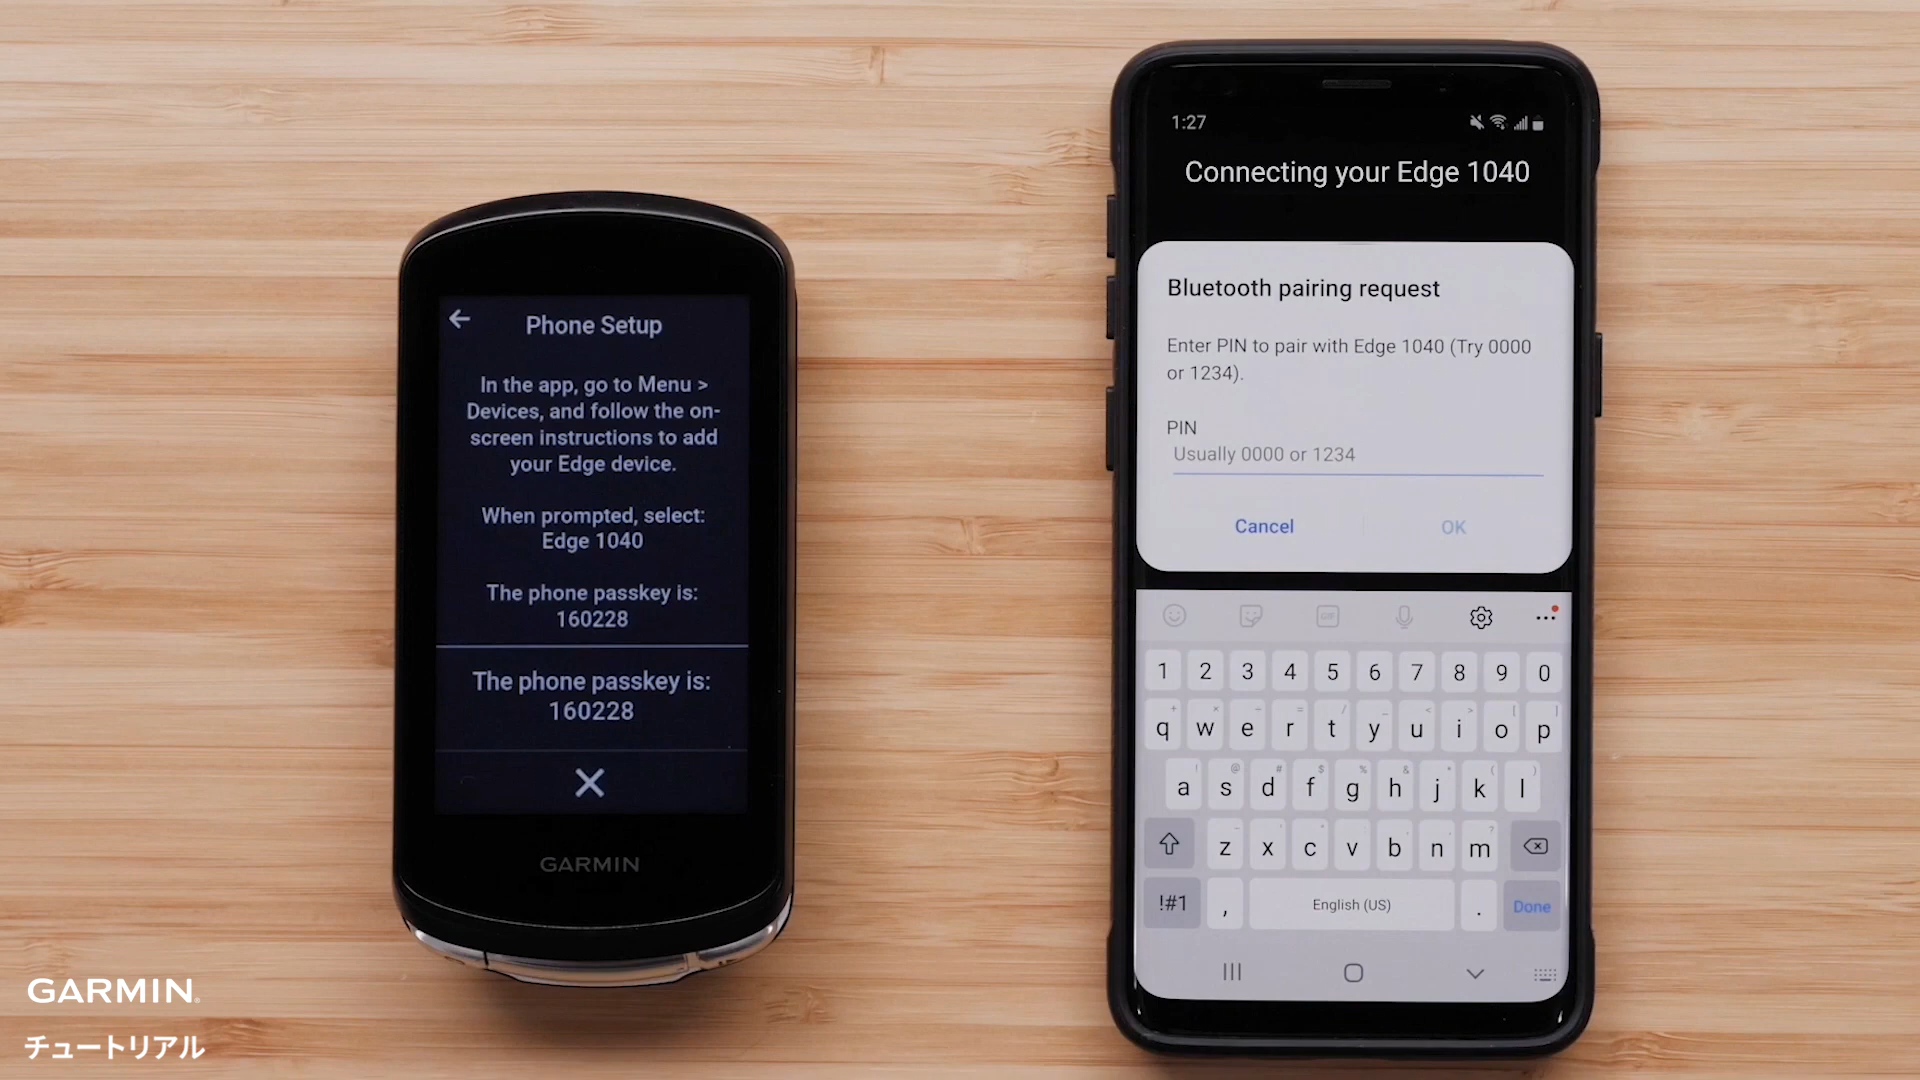 Phone Setup
In the app, go to Menu >
Devices, and follow the on-
screen instructions to add
your Edge device.
When prompted, select:
Edge 1040
The phone passkey is:
160228
The phone passkey is:
160228
GARMIN
1:27
Connecting your Edge 1040
Bluetooth pairing request
Enter PIN to pair with Edge 1040 (Try 0000
or 1234).
PIN
Usually 0000 or 1234
Cancel OK
GIF
1 2 3 4 5 6 7 8 9 0
q w e r t y u i o p
a s d f g h j k l
z x c v b n m
!#1 , English (US) . Done
GARMIN
チュートリアル